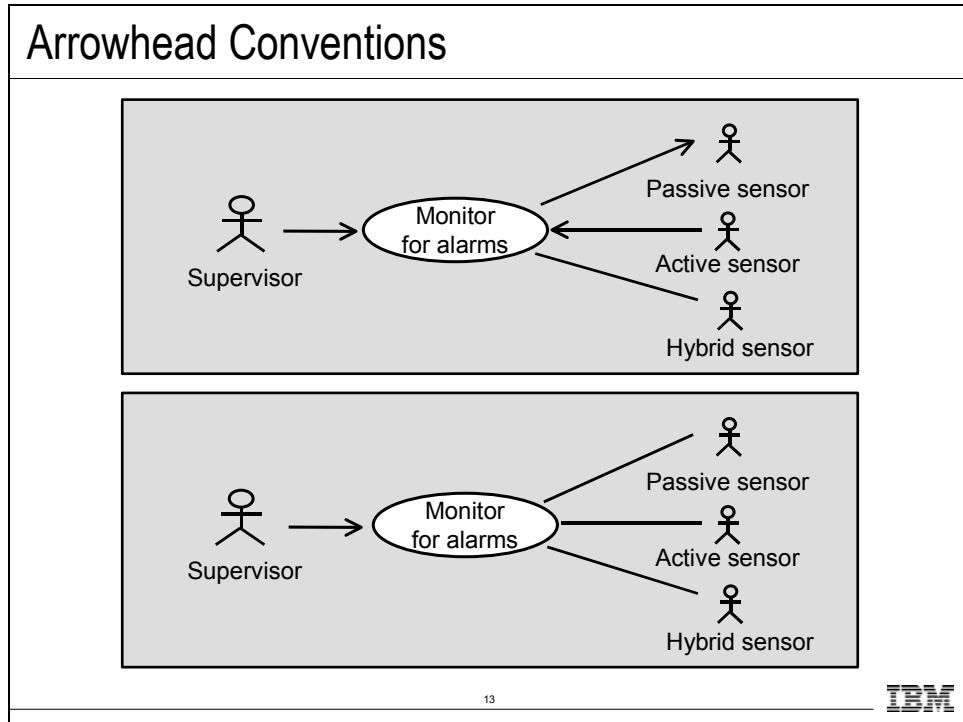 Arrowhead Conventions
Supervisor
Monitor
for alarms
Passive sensor
Active sensor
Hybrid sensor
Supervisor
Monitor
for alarms
Passive sensor
Active sensor
Hybrid sensor
13
IBM